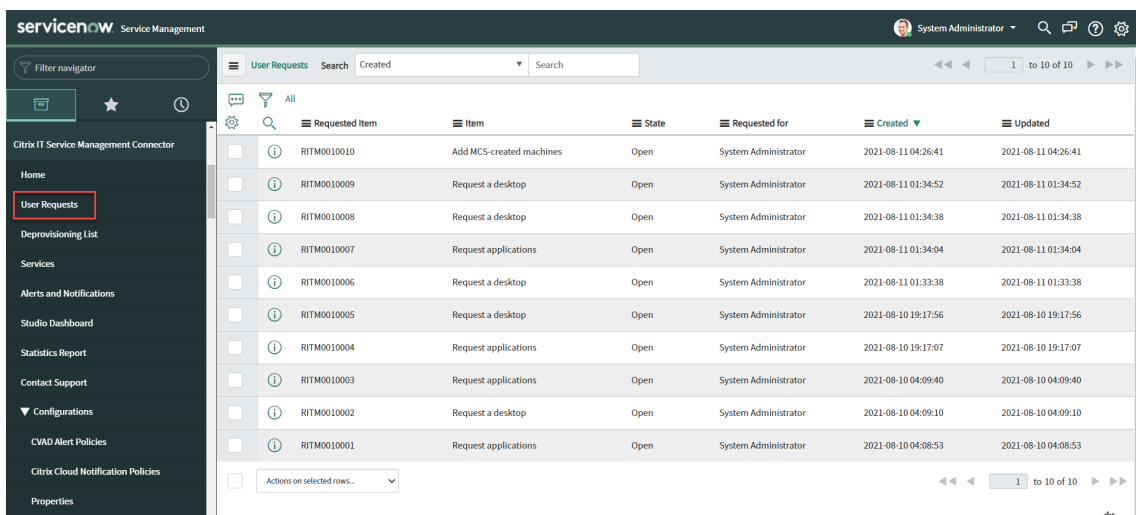 servicenow Service Management
System Administrator
Filter navigator
User Requests Search Created Search
1 to 10 of 10
All
Requested Item Item State Requested for Created Updated
Citrix IT Service Management Connector
Home
User Requests
Deprovisioning List
Services
Alerts and Notifications
Studio Dashboard
Statistics Report
Contact Support
Configurations
CVAD Alert Policies
Citrix Cloud Notification Policies
Properties
RITM0010010 Add MCS-created machines Open System Administrator 2021-08-11 04:26:41 2021-08-11 04:26:41
RITM0010009 Request a desktop Open System Administrator 2021-08-11 01:34:52 2021-08-11 01:34:52
RITM0010008 Request a desktop Open System Administrator 2021-08-11 01:34:38 2021-08-11 01:34:38
RITM0010007 Request applications Open System Administrator 2021-08-11 01:34:04 2021-08-11 01:34:04
RITM0010006 Request a desktop Open System Administrator 2021-08-11 01:33:38 2021-08-11 01:33:38
RITM0010005 Request a desktop Open System Administrator 2021-08-10 19:17:56 2021-08-10 19:17:56
RITM0010004 Request applications Open System Administrator 2021-08-10 19:17:07 2021-08-10 19:17:07
RITM0010003 Request applications Open System Administrator 2021-08-10 04:09:40 2021-08-10 04:09:40
RITM0010002 Request a desktop Open System Administrator 2021-08-10 04:09:10 2021-08-10 04:09:10
RITM0010001 Request applications Open System Administrator 2021-08-10 04:08:53 2021-08-10 04:08:53
Actions on selected rows...
1 to 10 of 10